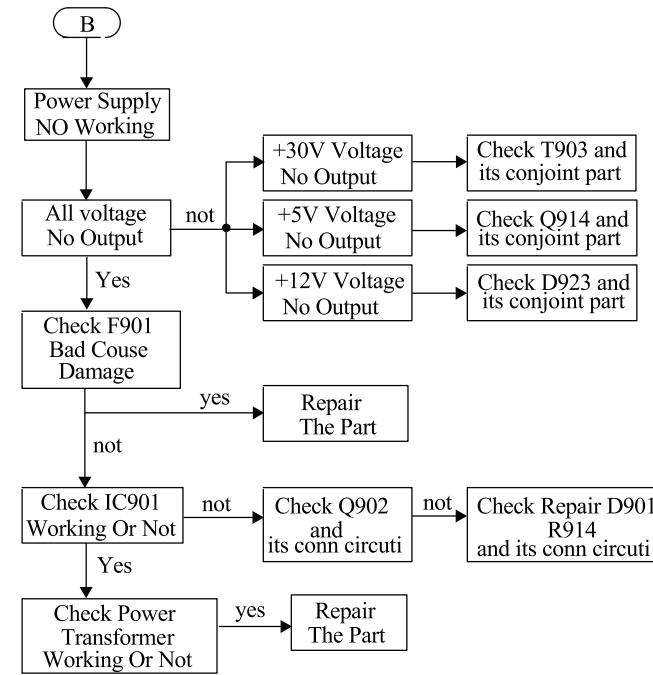 B
Power Supply
NO Working
All voltage
No Output
not
+30V Voltage
No Output
Check T903 and
its conjoint part
+5V Voltage
No Output
Check Q914 and
its conjoint part
+12V Voltage
No Output
Check D923 and
its conjoint part
Yes
Check F901
Bad Couse
Damage
yes
Repair
The Part
not
Check IC901
Working Or Not
not
Check Q902
and
its conn circuti
not
Check Repair D901
R914
and its conn circuti
Yes
Check Power
Transformer
Working Or Not
yes
Repair
The Part